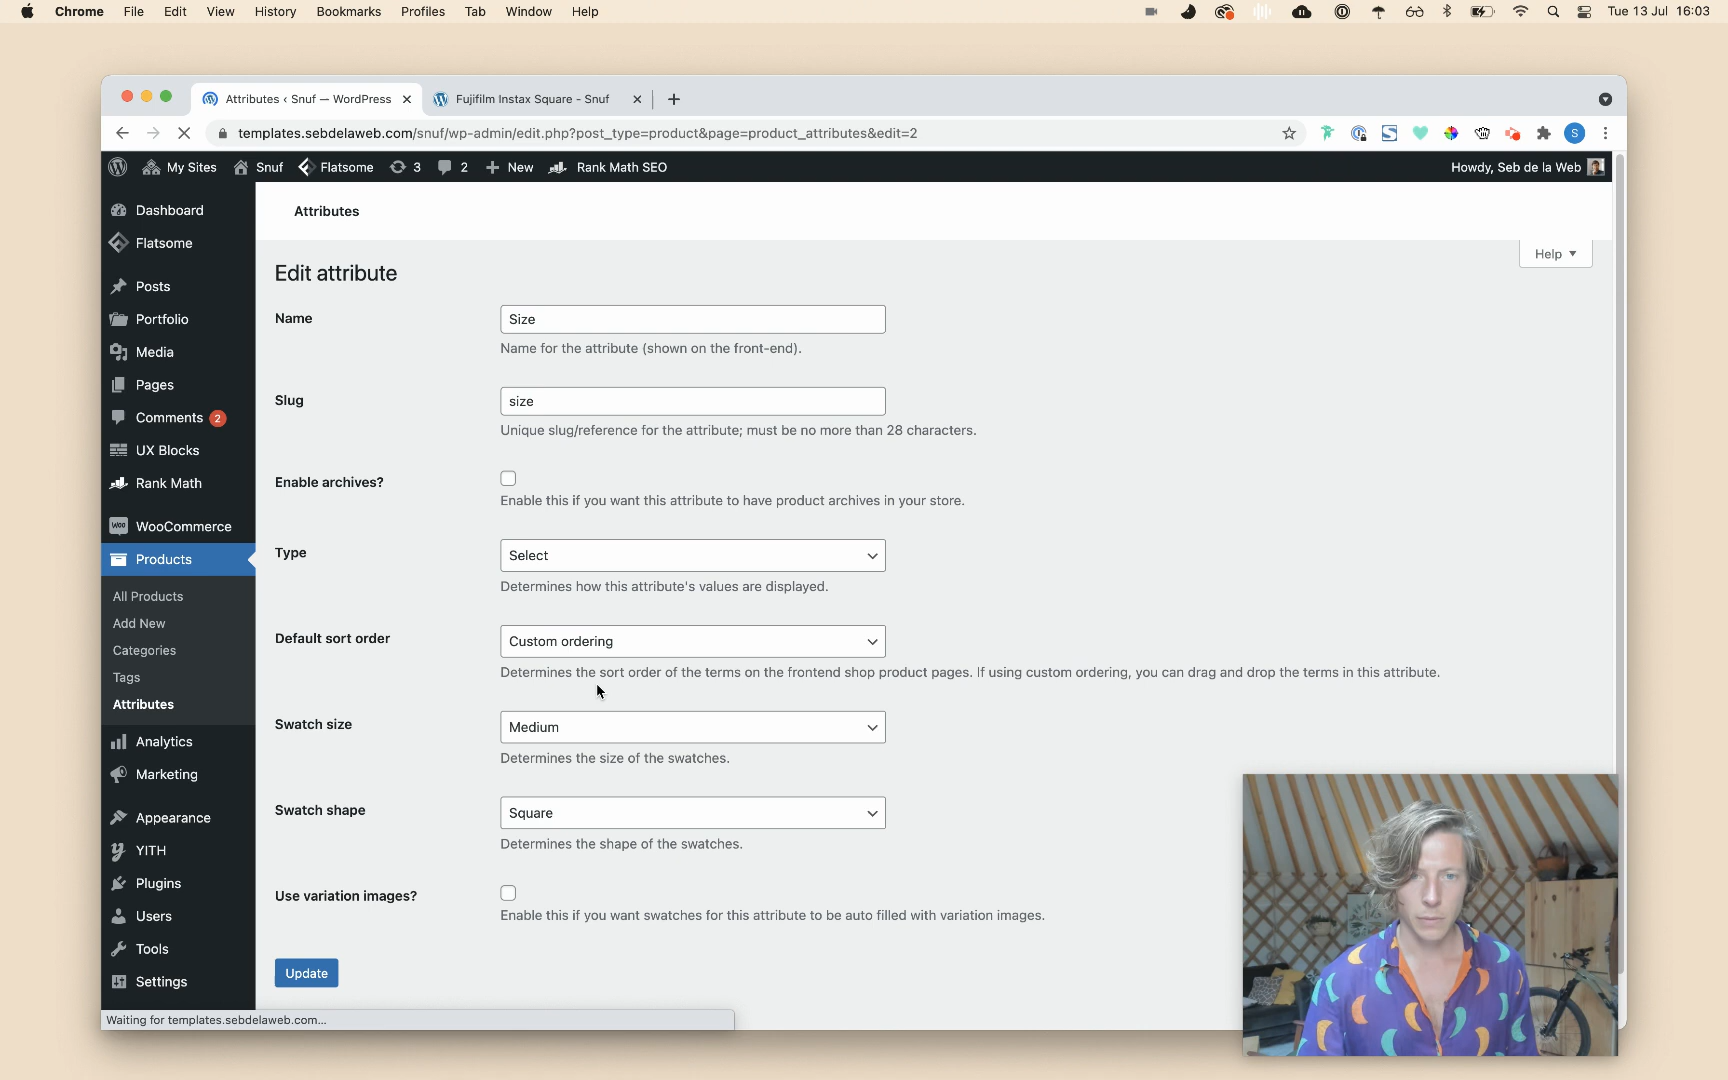 Chrome File Edit View History Bookmarks Profiles Tab Window Help
Tue 13 Jul 16:03
Attributes ‹ Snuf — WordPress
Fujifilm Instax Square - Snuf
templates.sebdelaweb.com/snuf/wp-admin/edit.php?post_type=product&page=product_attributes&edit=2
S
My Sites Snuf Flatsome 3 2 New Rank Math SEO
Howdy, Seb de la Web
Dashboard
Flatsome
Posts
Portfolio
Media
Pages
Comments 2
UX Blocks
Rank Math
WooCommerce
Products
All Products
Add New
Categories
Tags
Attributes
Analytics
Marketing
Appearance
YITH
Plugins
Users
Tools
Settings
Attributes
Help
Edit attribute
Name
Size
Name for the attribute (shown on the front-end).
Slug
size
Unique slug/reference for the attribute; must be no more than 28 characters.
Enable archives?
Enable this if you want this attribute to have product archives in your store.
Type
Select
Determines how this attribute's values are displayed.
Default sort order
Custom ordering
Determines the sort order of the terms on the frontend shop product pages. If using custom ordering, you can drag and drop the terms in this attribute.
Swatch size
Medium
Determines the size of the swatches.
Swatch shape
Square
Determines the shape of the swatches.
Use variation images?
Enable this if you want swatches for this attribute to be auto filled with variation images.
Update
Waiting for templates.sebdelaweb.com...